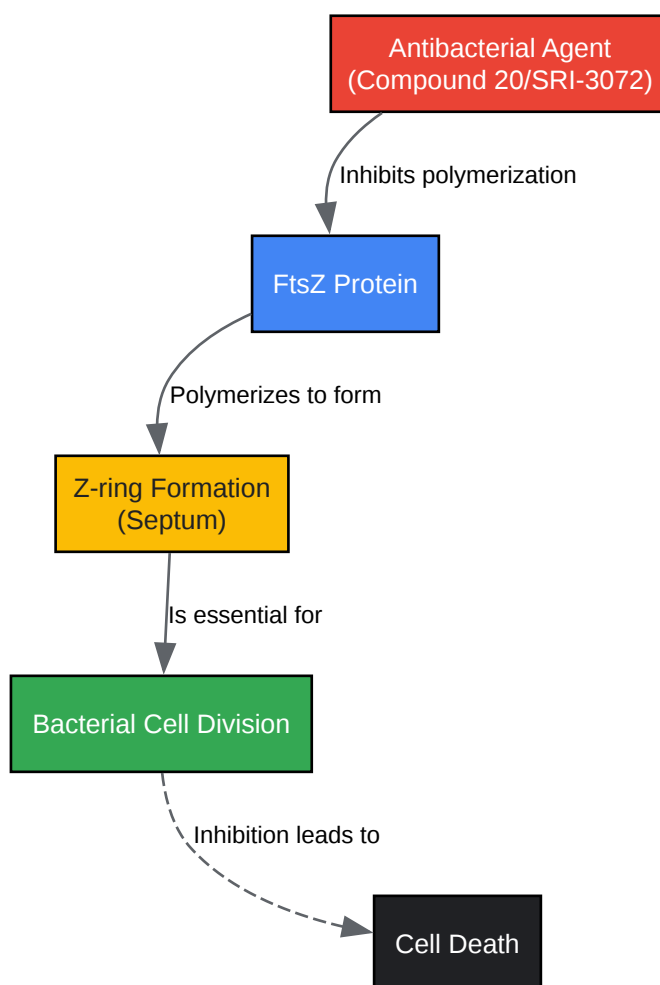 Antibacterial Agent
(Compound 20/SRI-3072)
Inhibits polymerization
FtsZ Protein
Polymerizes to form
Z-ring Formation
(Septum)
Is essential for
Bacterial Cell Division
Inhibition leads to
Cell Death